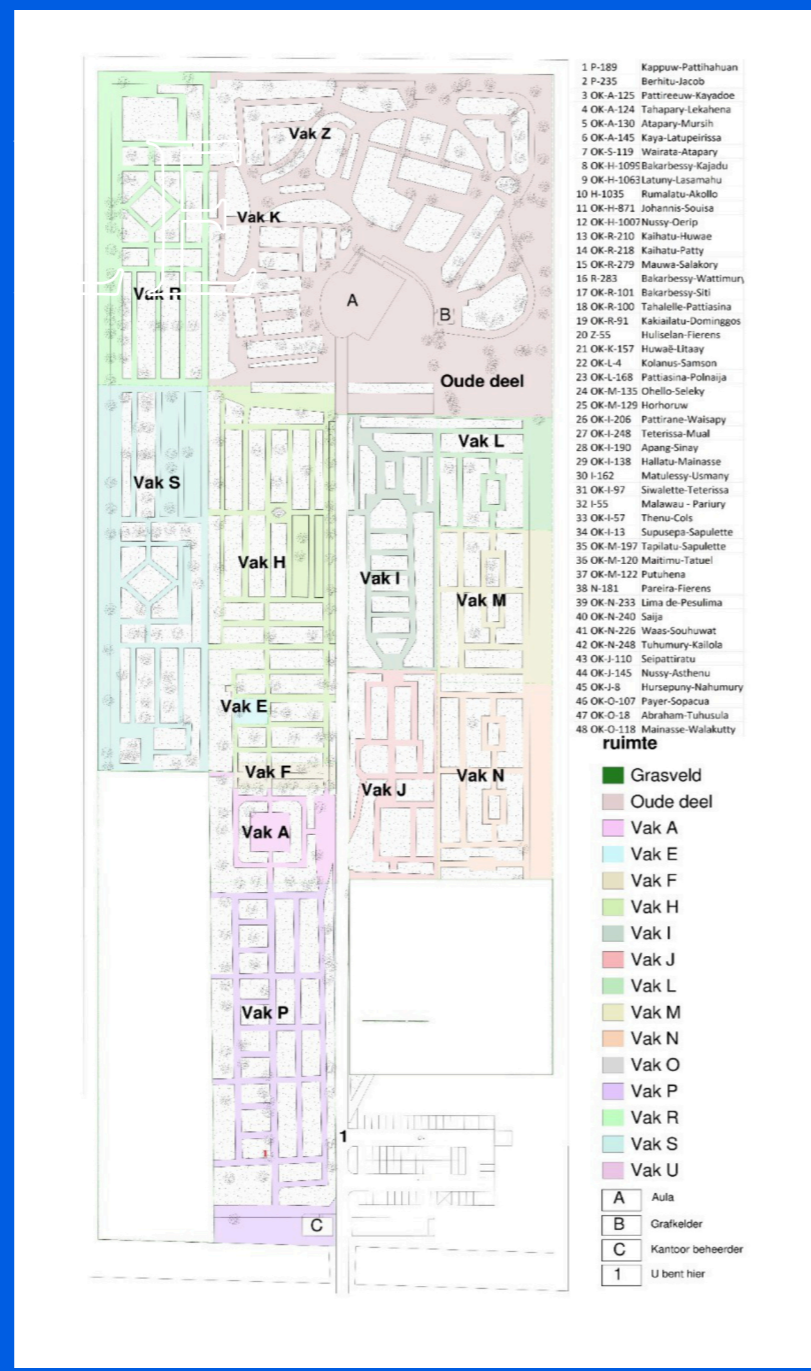 Vak Z
Vak K
Vak R
A
B
Oude deel
Vak L
Vak S
Vak H
Vak I
Vak M
Vak E
Vak F
Vak J
Vak N
Vak A
Vak P
1
1
C
1 P-189 Kappuw-Pattihahuan
2 P-235 Berhitu-Jacob
3 OK-A-125 Pattireeuw-Kayadoe
4 OK-A-124 Tahapary-Lekahena
5 OK-A-130 Atapary-Mursih
6 OK-A-145 Kaya-Latupeirissa
7 OK-S-119 Wairata-Atapary
8 OK-H-1099 Bakarbessy-Kajadu
9 OK-H-1063 Latuny-Lasamahu
10 H-1035 Rumalatu-Akollo
11 OK-H-871 Johannis-Souisa
12 OK-H-1007 Nussy-Oerip
13 OK-R-210 Kaihatu-Huwae
14 OK-R-218 Kaihatu-Patty
15 OK-R-279 Mauwa-Salakory
16 R-283 Bakarbessy-Wattimury
17 OK-R-101 Bakarbessy-Siti
18 OK-R-100 Tahalelle-Pattiasina
19 OK-R-91 Kakiailatu-Dominggos
20 Z-55 Huliselan-Fierens
21 OK-K-157 Huwaë-Litaay
22 OK-L-4 Kolanus-Samson
23 OK-L-168 Pattiasina-Polnaija
24 OK-M-135 Ohello-Seleky
25 OK-M-129 Horhoruw
26 OK-I-206 Pattirane-Waisapy
27 OK-I-248 Teterissa-Mual
28 OK-I-190 Apang-Sinay
29 OK-I-138 Hallatu-Mainasse
30 I-162 Matulessy-Usmany
31 OK-I-97 Siwalette-Teterissa
32 I-55 Malawau - Pariury
33 OK-I-57 Thenu-Cols
34 OK-I-13 Supusepa-Sapulette
35 OK-M-197 Tapilatu-Sapulette
36 OK-M-120 Maitimu-Tatuel
37 OK-M-122 Putuhena
38 N-181 Pareira-Fierens
39 OK-N-233 Lima de-Pesulima
40 OK-N-240 Saija
41 OK-N-226 Waas-Souhuwat
42 OK-N-248 Tuhumury-Kailola
43 OK-J-110 Seipattiratu
44 OK-J-145 Nussy-Asthenu
45 OK-J-8 Hursepuny-Nahumury
46 OK-O-107 Payer-Sopacua
47 OK-O-18 Abraham-Tuhusula
48 OK-O-118 Mainasse-Walakutty
ruimte
Grasveld
Oude deel
Vak A
Vak E
Vak F
Vak H
Vak I
Vak J
Vak L
Vak M
Vak N
Vak O
Vak P
Vak R
Vak S
Vak U
A Aula
B Grafkelder
C Kantoor beheerder
1 U bent hier